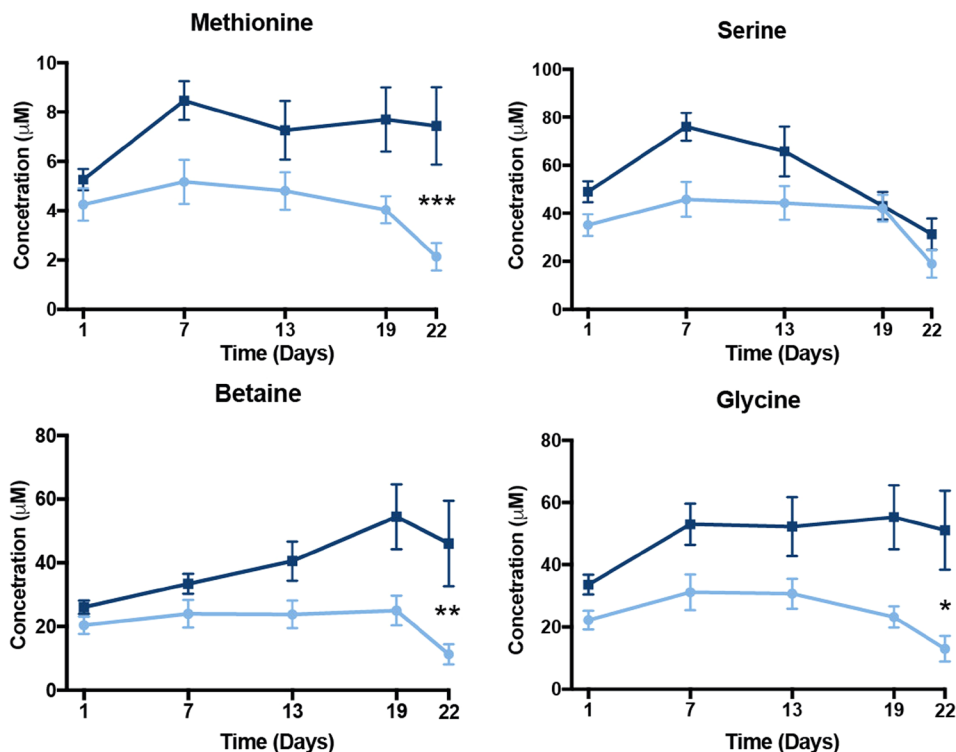 Methionine
Concetration (μM)
10
8
6
4
2
0
***
1 7 13 19 22
Time (Days)
Serine
Concetration (μM)
100
80
60
40
20
0
1 7 13 19 22
Time (Days)
Betaine
Concetration (μM)
80
60
40
20
0
**
1 7 13 19 22
Time (Days)
Glycine
Concetration (μM)
80
60
40
20
0
*
1 7 13 19 22
Time (Days)